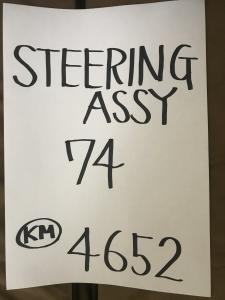 STEERING
ASSY
74
KM 4652